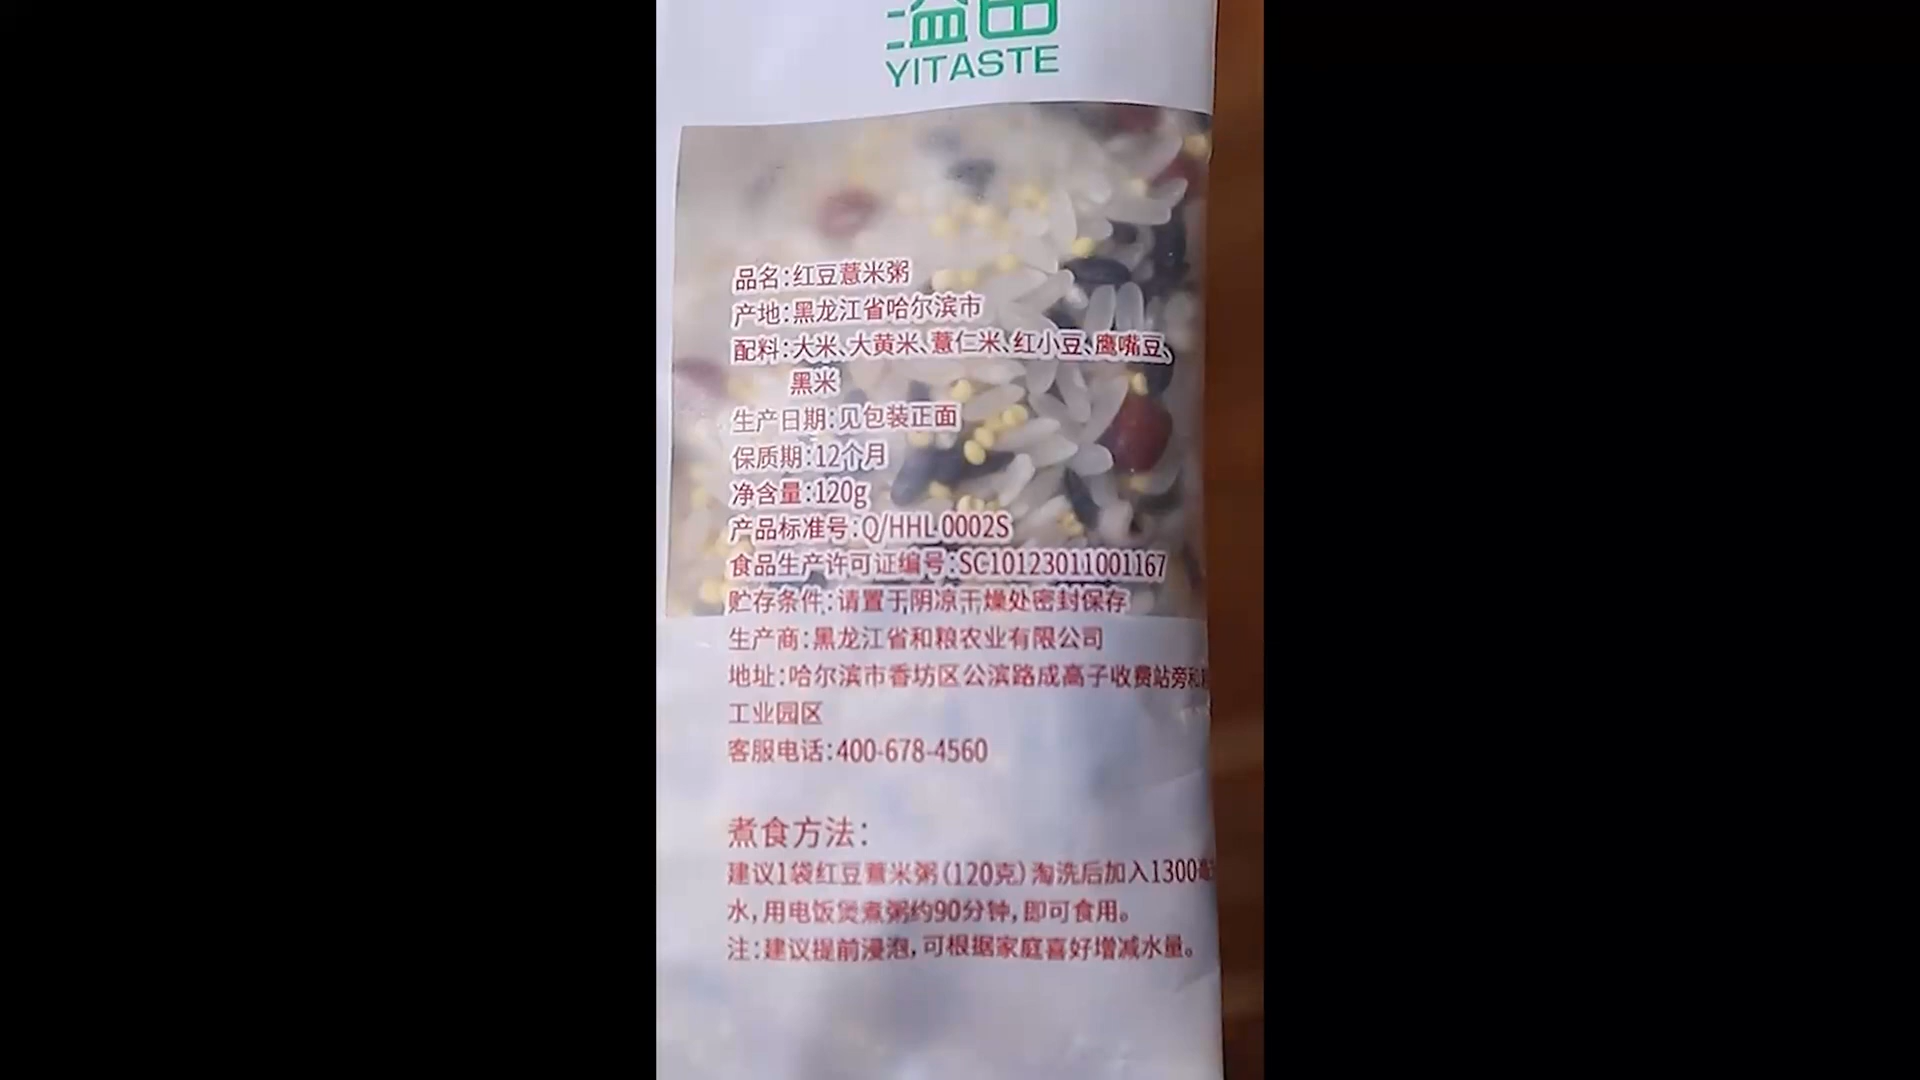 溢田
YITASTE
品名:红豆薏米粥
产地:黑龙江省哈尔滨市
配料:大米、大黄米、薏仁米、红小豆、鹰嘴豆、
黑米
生产日期:见包装正面
保质期:12个月
净含量:120g
产品标准号:Q/HHL 0002S
食品生产许可证编号:SC10123011001167
贮存条件:请置于阴凉干燥处密封保存
生产商:黑龙江省和粮农业有限公司
地址:哈尔滨市香坊区公滨路成高子收费站旁和
工业园区
客服电话:400-678-4560
煮食方法:
建议1袋红豆薏米粥(120克)淘洗后加入1300
水,用电饭煲煮粥约90分钟,即可食用。
注:建议提前浸泡,可根据家庭喜好增减水量。